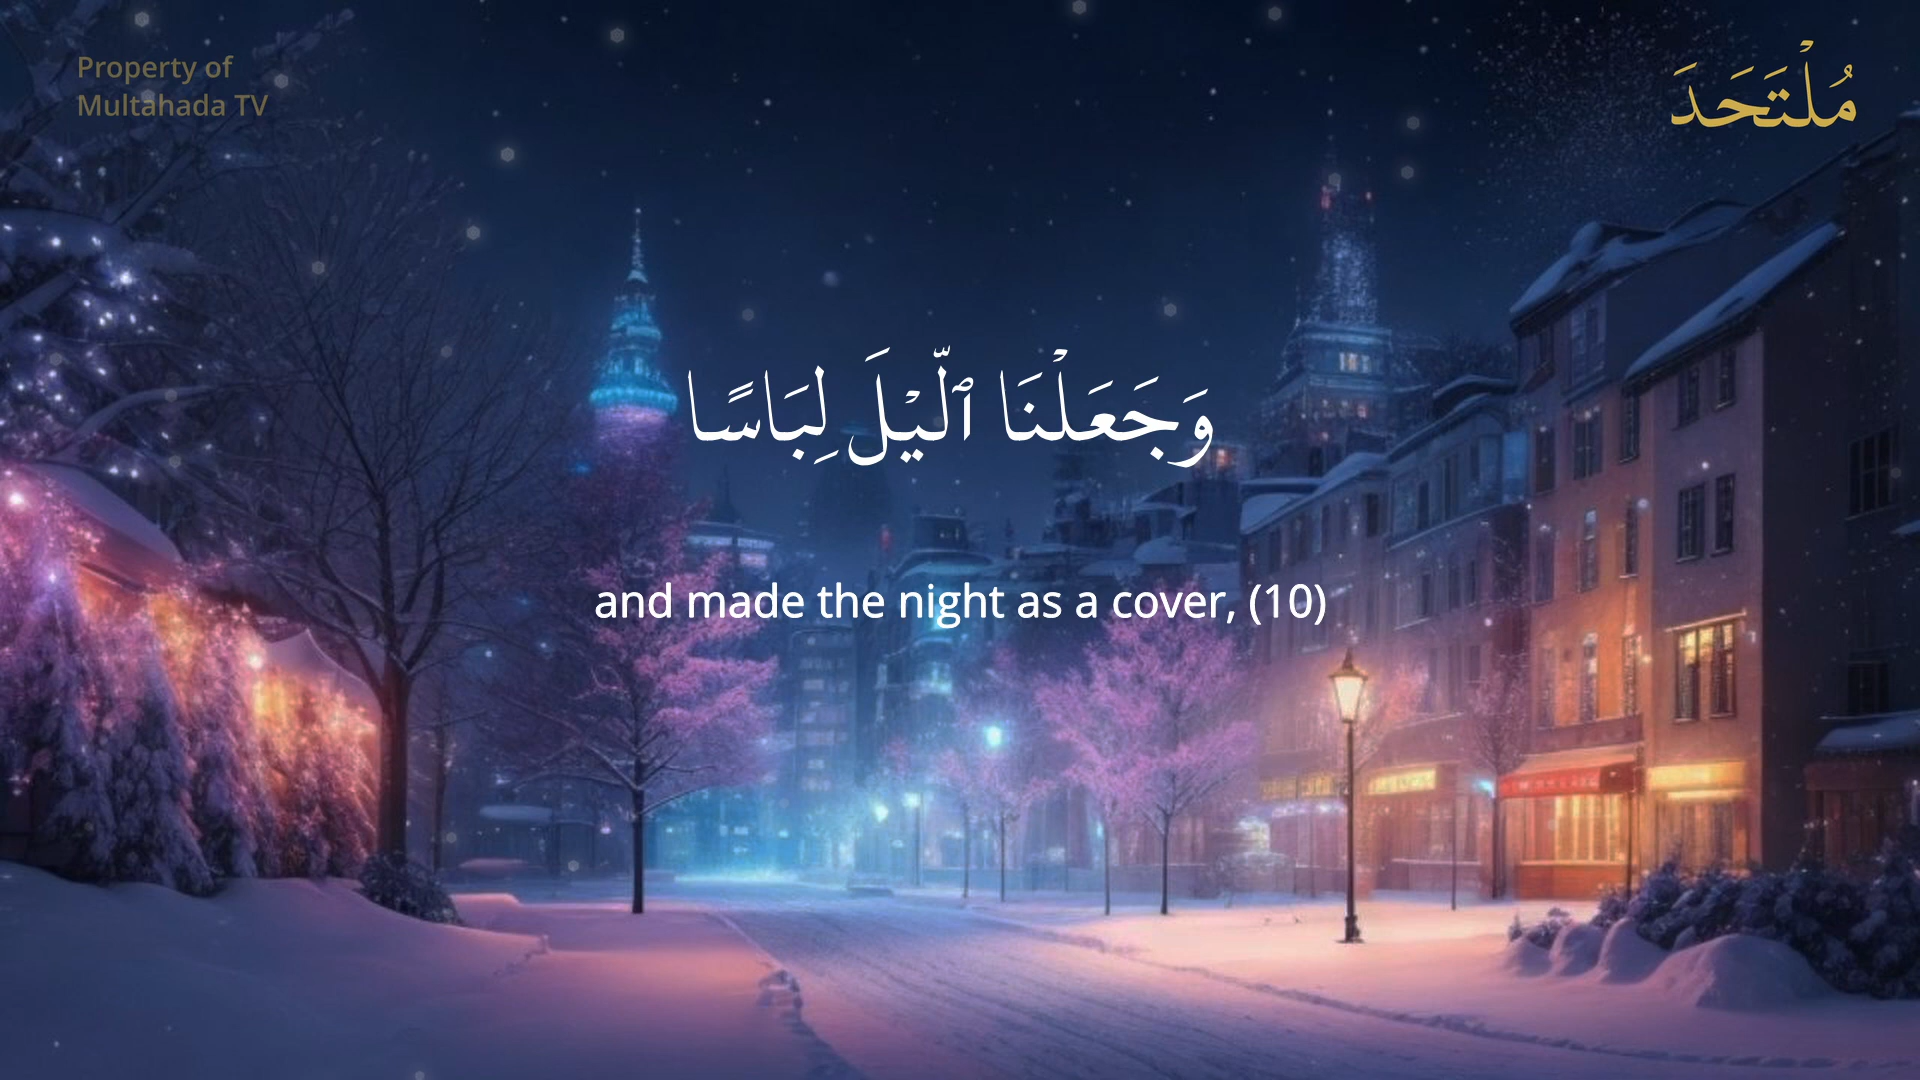 Property of
Multahada TV
مُلْتَحَدَ
وَجَعَلْنَا ٱلَّيْلَ لِبَاسًا
and made the night as a cover, (10)